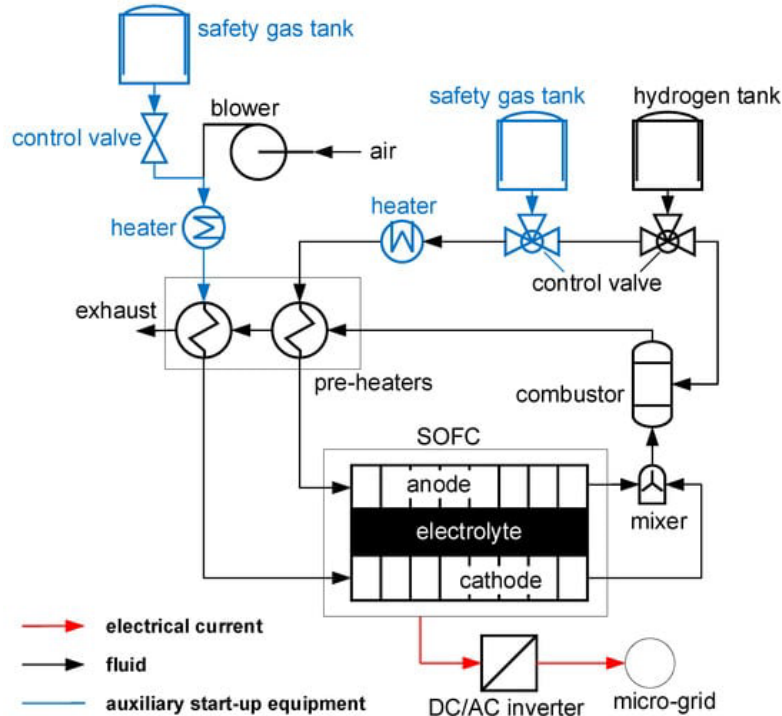 safety gas tank
blower
control valve
air
safety gas tank
hydrogen tank
heater
heater
control valve
exhaust
pre-heaters
combustor
SOFC
anode
electrolyte
mixer
cathode
electrical current
fluid
auxiliary start-up equipment
DC/AC inverter
micro-grid